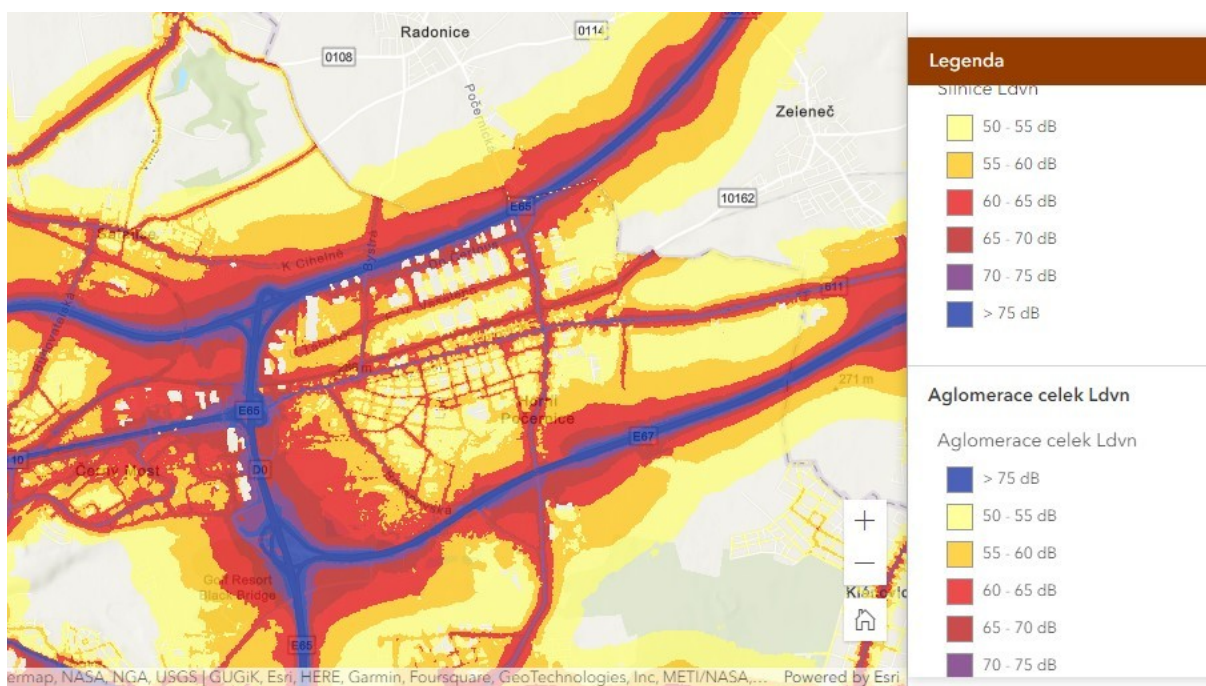 Radonice
0114
0108
Počernická
Zeleneč
10162
E65
K Cihelně
Bystrá
611
271 m
Horní
Počernice
E65
E67
10
Černý Most
D0
Golf Resort
Black Bridge
E65
ermap, NASA, NGA, USGS | GUGiK, Esri, HERE, Garmin, Foursquare, GeoTechnologies, Inc, METI/NASA,... Powered by Esri
Legenda
Silnice Ldvn
50 - 55 dB
55 - 60 dB
60 - 65 dB
65 - 70 dB
70 - 75 dB
> 75 dB
Aglomerace celek Ldvn
Aglomerace celek Ldvn
> 75 dB
50 - 55 dB
55 - 60 dB
60 - 65 dB
65 - 70 dB
70 - 75 dB